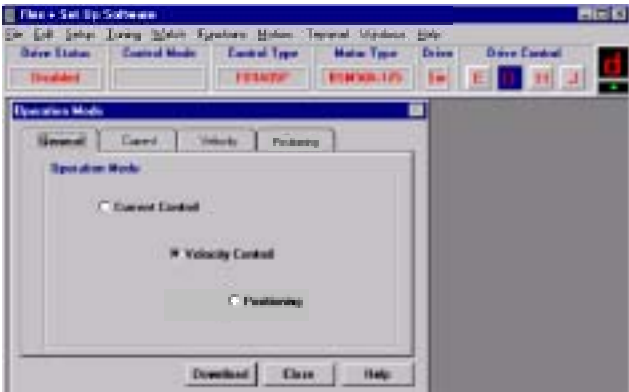 Flex + Set Up Software
File Edit Setup Tuning Watch Functions Motion Terminal Windows Help
Drive Status Control Mode Control Type Motor Type Drive Drive Control
Disabled E D H J d
Operation Mode
General Current Velocity Positioning
Operation Mode
Current Control
Velocity Control
Positioning
Download Close Help